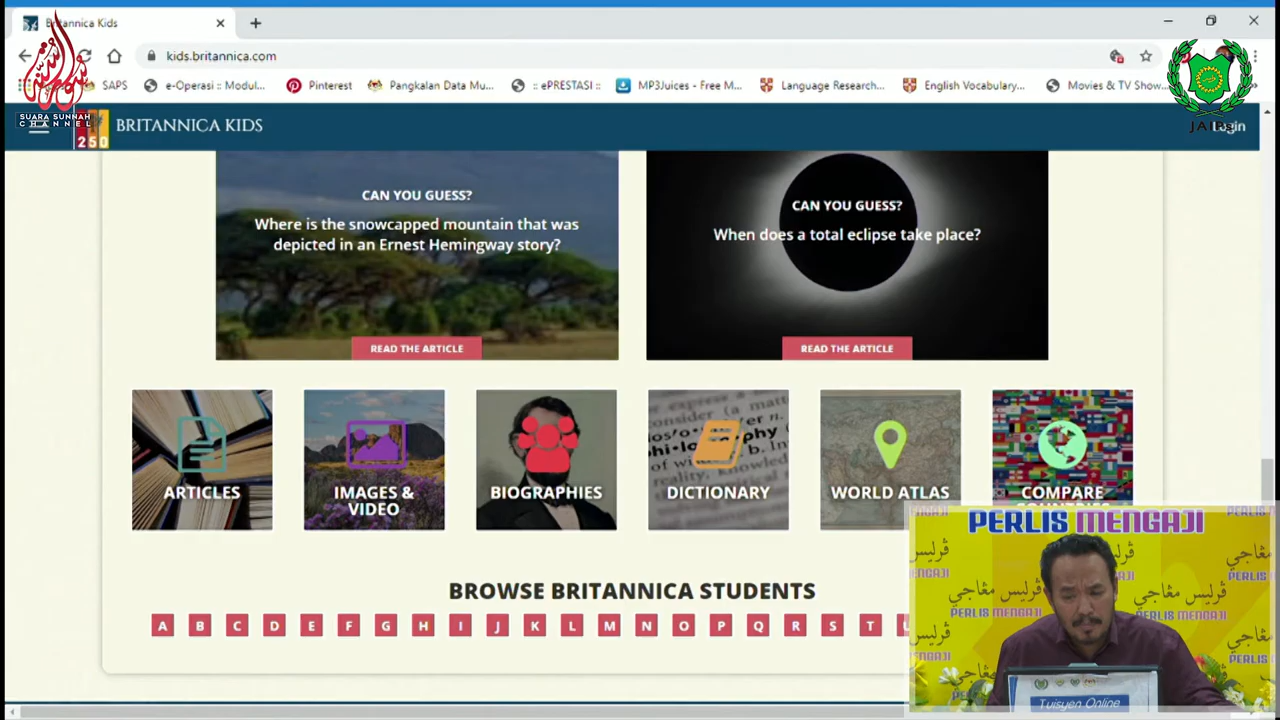 Britannica Kids
kids.britannica.com
SAPS
e-Operasi :: Modul...
Pinterest
Pangkalan Data Mu...
:: ePRESTASI ::
MP3Juices - Free M...
Language Research...
English Vocabulary...
Movies & TV Show...
SUARA SUNNAH
CHANNEL
250
BRITANNICA KIDS
Login
CAN YOU GUESS?
Where is the snowcapped mountain that was
depicted in an Ernest Hemingway story?
READ THE ARTICLE
CAN YOU GUESS?
When does a total eclipse take place?
READ THE ARTICLE
ARTICLES
IMAGES &
VIDEO
BIOGRAPHIES
DICTIONARY
WORLD ATLAS
COMPARE
BROWSE BRITANNICA STUDENTS
A B C D E F G H I J K L M N O P Q R S T
PERLIS MENGAJI
ڤرليس مڠاجي
PERLIS MENGAJI
Tuisyen Online